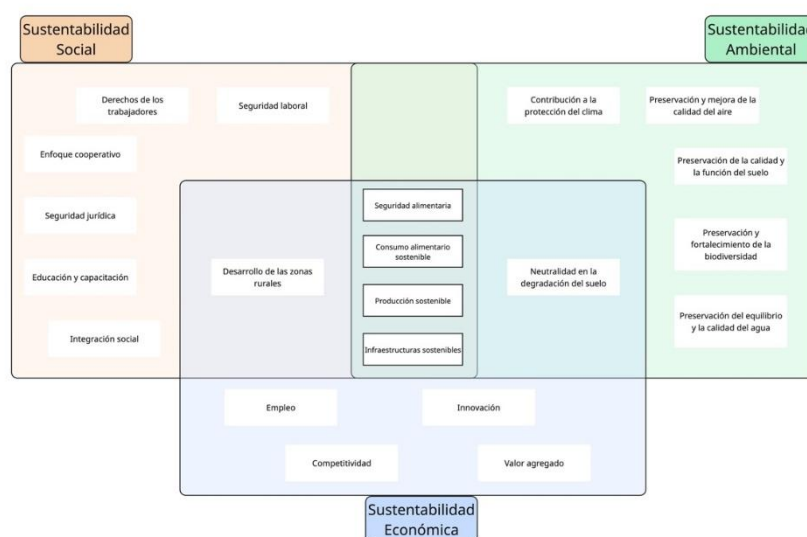 Sustentabilidad
Social
Sustentabilidad
Ambiental
Derechos de los
trabajadores
Seguridad laboral
Contribución a la
protección del clima
Preservación y mejora de la
calidad del aire
Enfoque cooperativo
Preservación de la calidad y
la función del suelo
Seguridad alimentaria
Seguridad jurídica
Consumo alimentario
sostenible
Preservación y
fortalecimiento de la
biodiversidad
Educación y capacitación
Desarrollo de las zonas
rurales
Neutralidad en la
degradación del suelo
Producción sostenible
Preservación del equilibrio
y la calidad del agua
Integración social
Infraestructuras sostenibles
Empleo
Innovación
Competitividad
Valor agregado
Sustentabilidad
Económica